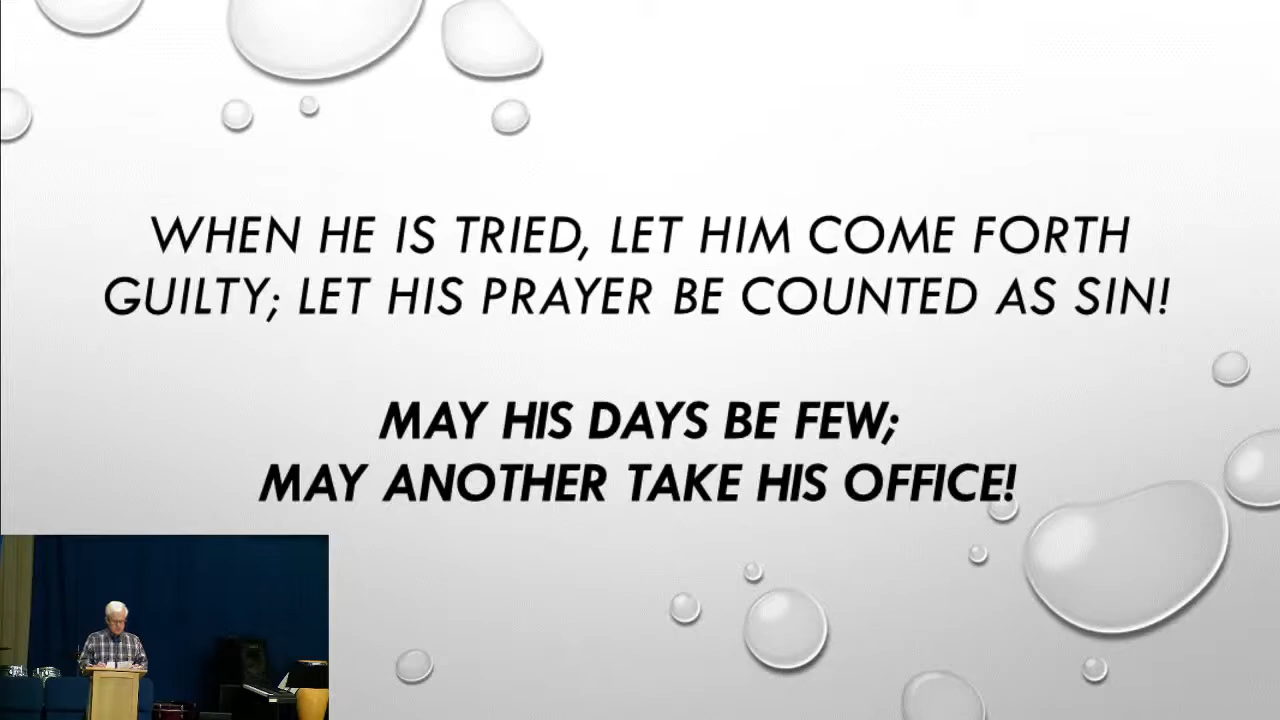 WHEN HE IS TRIED, LET HIM COME FORTH
GUILTY; LET HIS PRAYER BE COUNTED AS SIN!
MAY HIS DAYS BE FEW;
MAY ANOTHER TAKE HIS OFFICE!